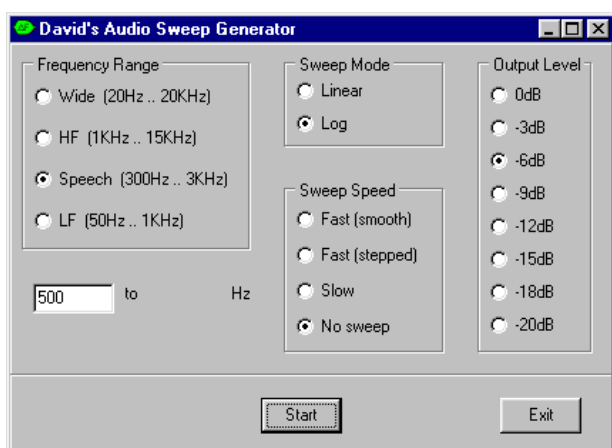 David's Audio Sweep Generator
Frequency Range
Wide (20Hz .. 20KHz)
HF (1KHz .. 15KHz)
Speech (300Hz .. 3KHz)
LF (50Hz .. 1KHz)
500 to Hz
Sweep Mode
Linear
Log
Sweep Speed
Fast (smooth)
Fast (stepped)
Slow
No sweep
Output Level
0dB
-3dB
-6dB
-9dB
-12dB
-15dB
-18dB
-20dB
Start
Exit